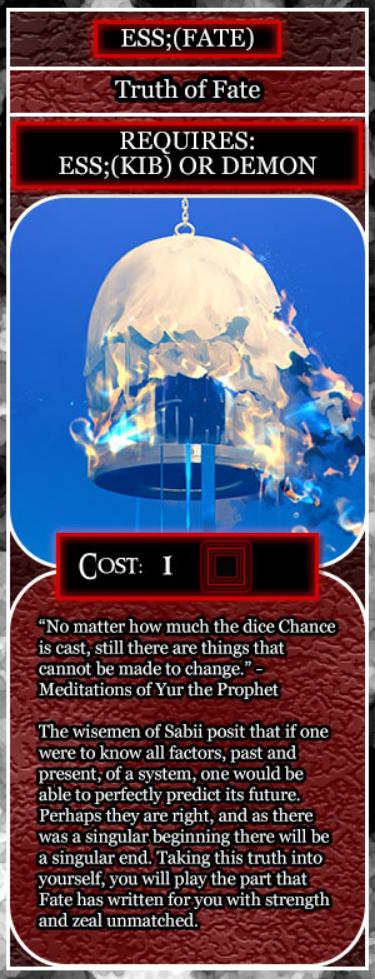 ESS;(FATE)
Truth of Fate
REQUIRES:
ESS;(KIB) OR DEMON
COST: 1
“No matter how much the dice Chance
is cast, still there are things that
cannot be made to change.” -
Meditations of Yur the Prophet
The wisemen of Sabii posit that if one
were to know all factors, past and
present, of a system, one would be
able to perfectly predict its future.
Perhaps they are right, and as there
was a singular beginning there will be
a singular end. Taking this truth into
yourself, you will play the part that
Fate has written for you with strength
and zeal unmatched.